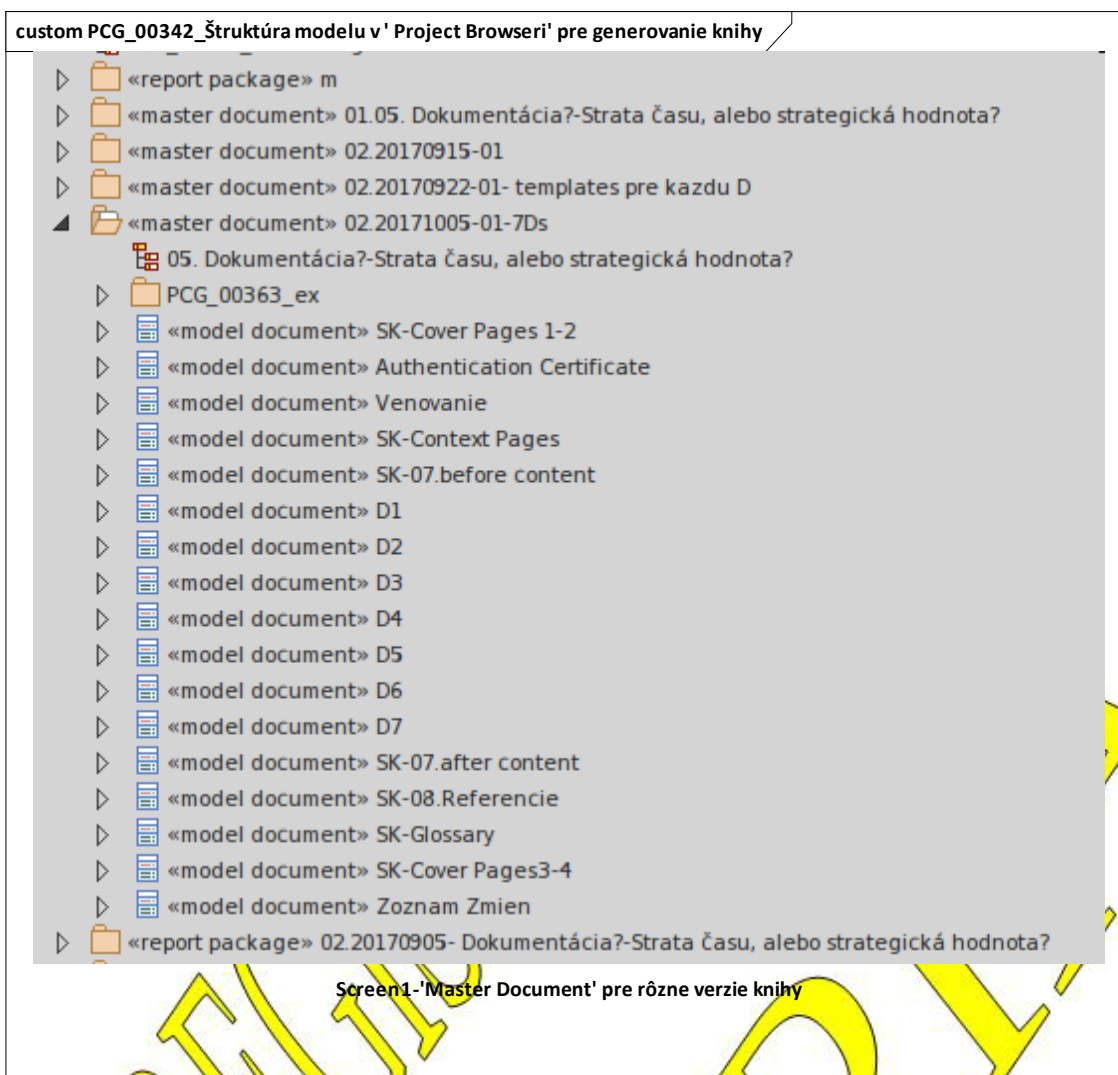 custom PCG_00342_Štruktúra modelu v ' Project Browseri' pre generovanie knihy
«report package» m
«master document» 01.05. Dokumentácia?-Strata času, alebo strategická hodnota?
«master document» 02.20170915-01
«master document» 02.20170922-01- templates pre kazdu D
«master document» 02.20171005-01-7Ds
05. Dokumentácia?-Strata času, alebo strategická hodnota?
PCG_00363_ex
«model document» SK-Cover Pages 1-2
«model document» Authentication Certificate
«model document» Venovanie
«model document» SK-Context Pages
«model document» SK-07.before content
«model document» D1
«model document» D2
«model document» D3
«model document» D4
«model document» D5
«model document» D6
«model document» D7
«model document» SK-07.after content
«model document» SK-08.Referencie
«model document» SK-Glossary
«model document» SK-Cover Pages3-4
«model document» Zoznam Zmien
«report package» 02.20170905- Dokumentácia?-Strata času, alebo strategická hodnota?
Screen1-'Master Document' pre rôzne verzie knihy